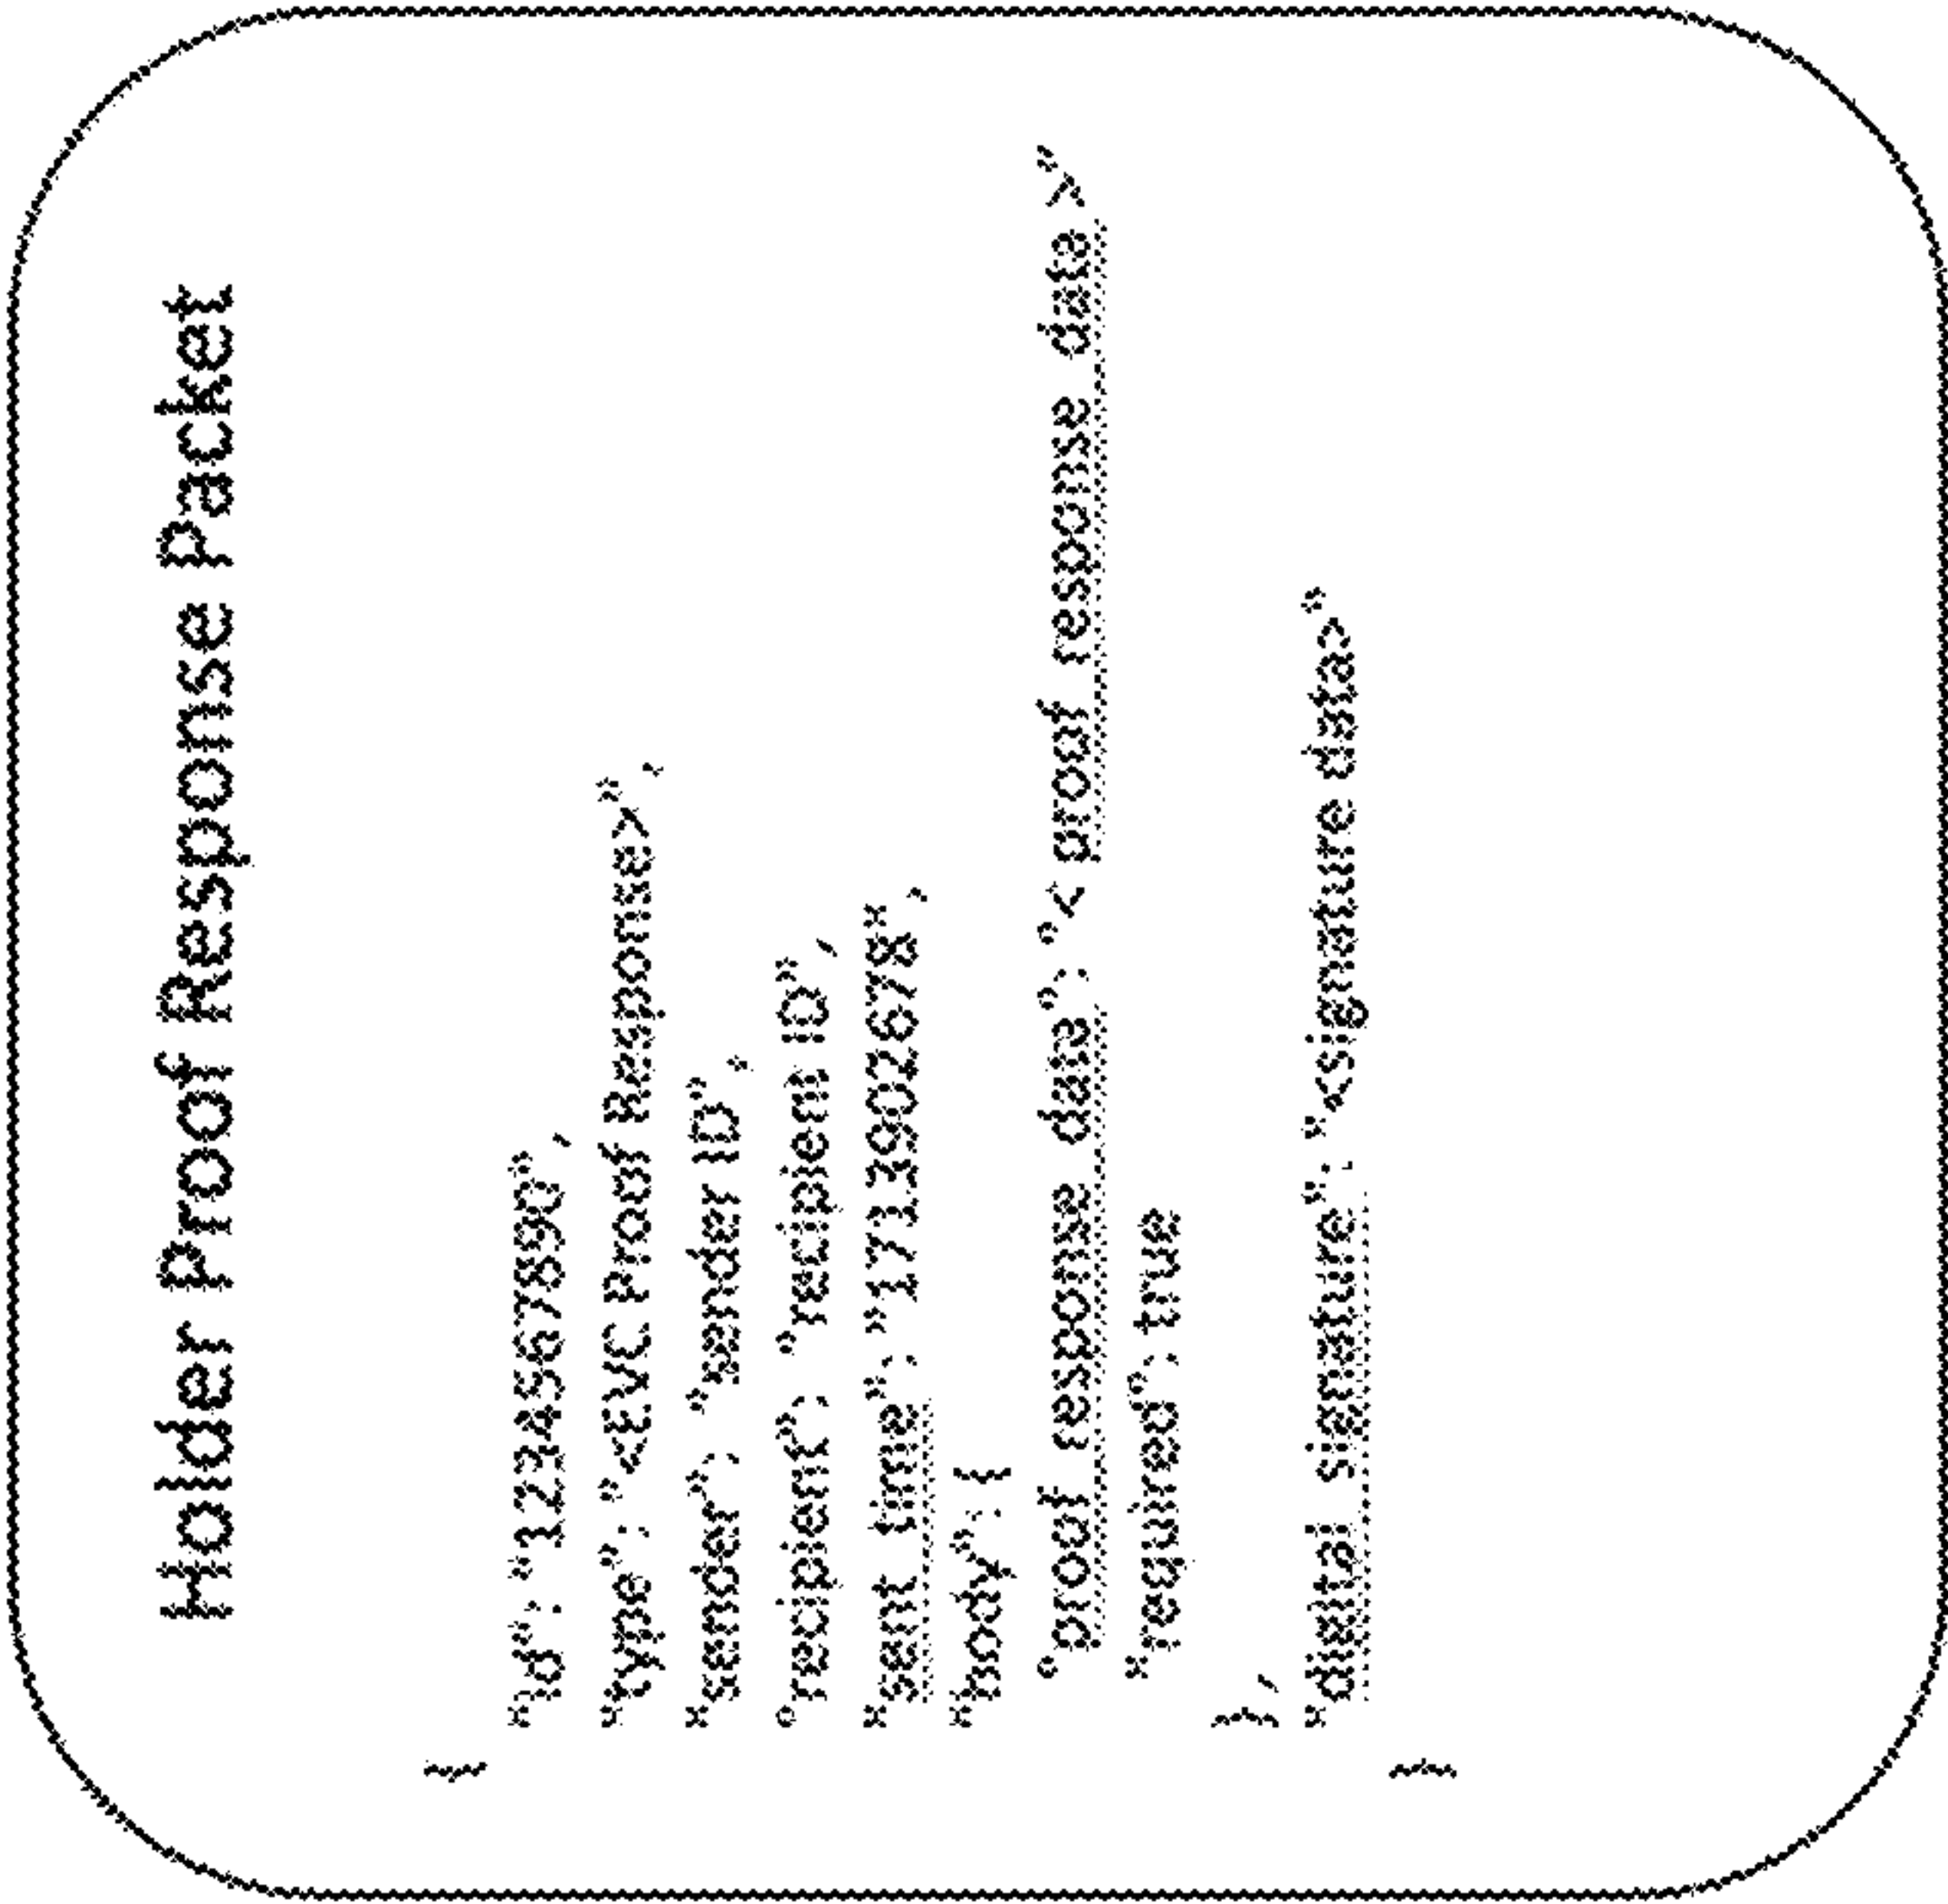 Holder Proof Response Packet
{
"id": "1234567890",
"type": "<EVC Proof Response>",
"sender", "sender ID",
"recipient", "recipient ID",
"sent_time": "1713902678",
"body": {
"proof_response_data": "< proof_response_data >"
"required": true
},
"digital_signature": "<signature data>"
}